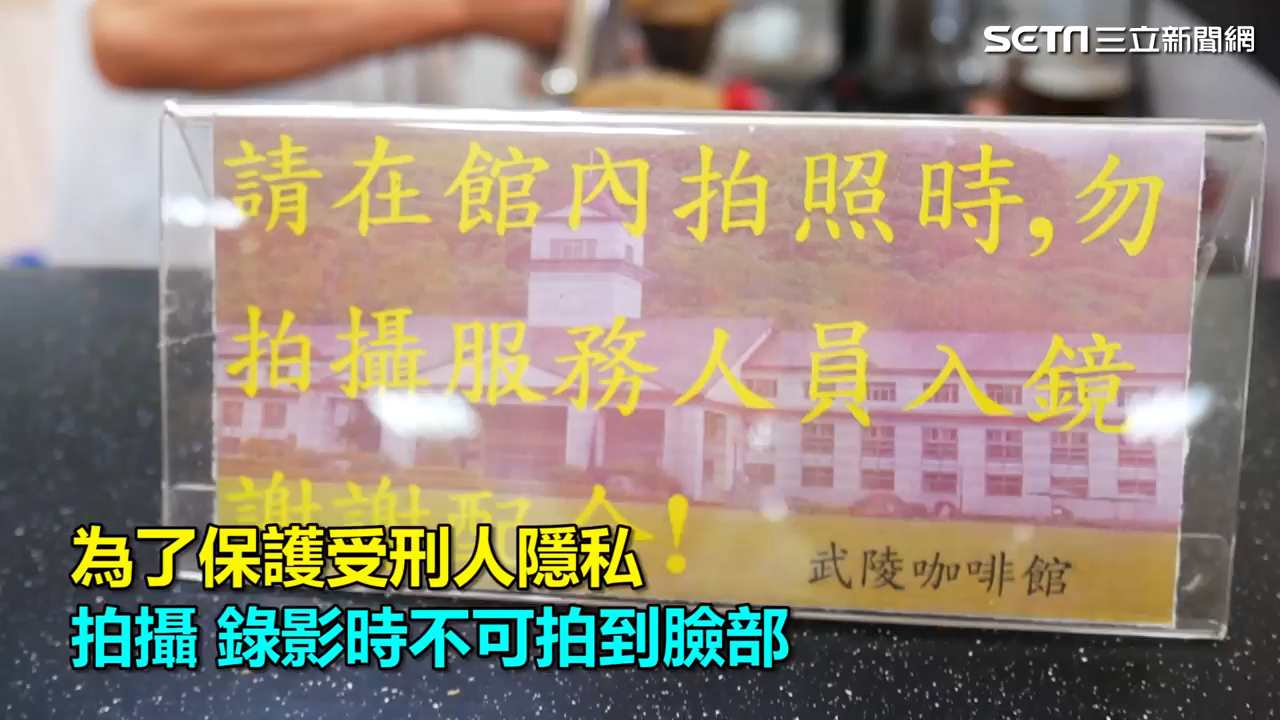 SETN三立新聞網
請在館內拍照時,勿
拍攝服務人員入鏡
謝謝配合!
武陵咖啡館
為了保護受刑人隱私
拍攝 錄影時不可拍到臉部